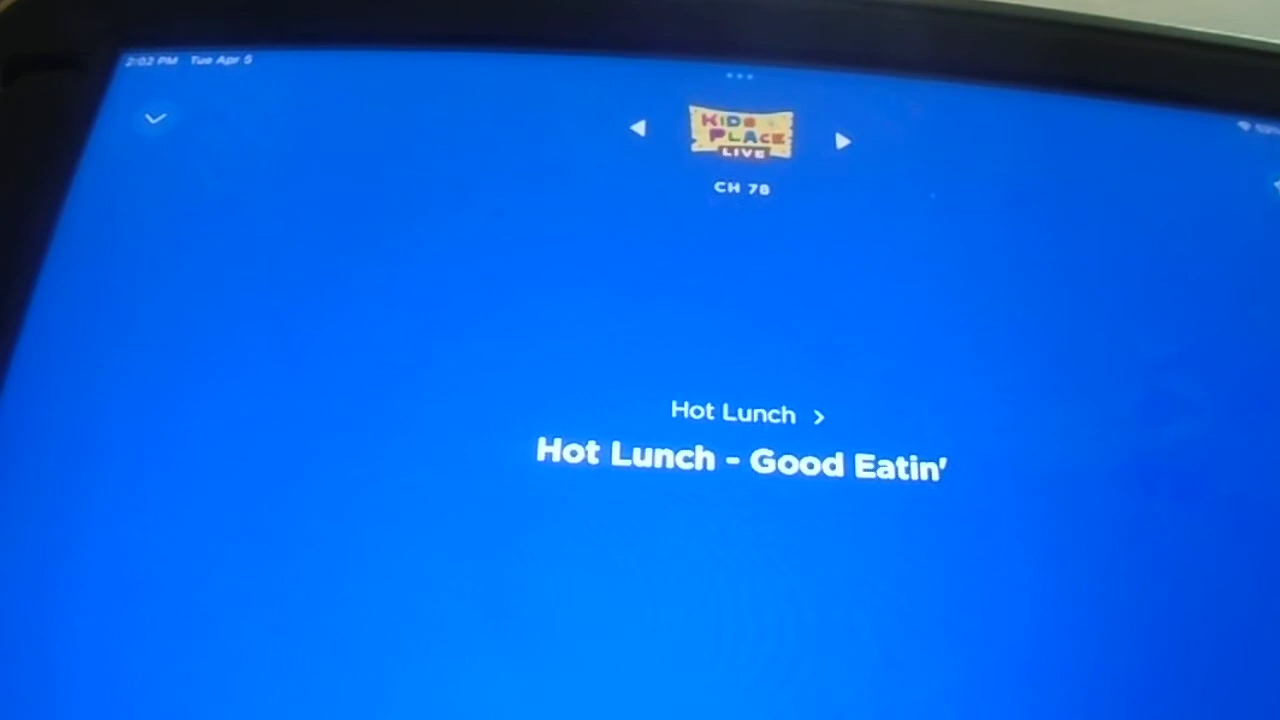 2:02 PM Tue Apr 5
KIDS
PLACE
LIVE
CH 78
Hot Lunch >
Hot Lunch - Good Eatin'